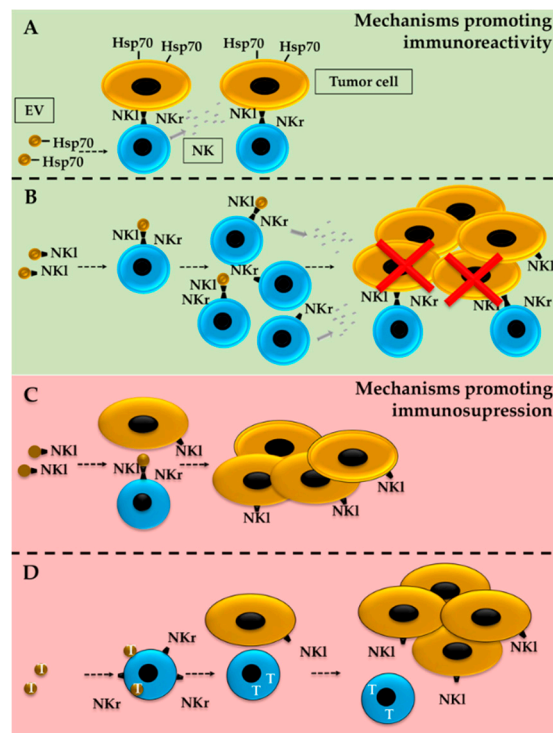 A
Mechanisms promoting
immunoreactivity
Hsp70
Hsp70
Hsp70
Hsp70
Tumor cell
EV
NKl
NKr
NKl
NKr
Hsp70
Hsp70
NK
B
NKl
NKr
NKl
NKr
NKl
NKl
NKl
NKr
NKr
NKl
NKr
NKl
NKr
NKr
C
Mechanisms promoting
immunosupression
NKl
NKl
NKl
NKl
NKr
NKl
NKl
NKl
NKl
D
NKr
NKl
T
T
T
T
NKr
NKr
T
T
NKl
NKl
NKl
T
T